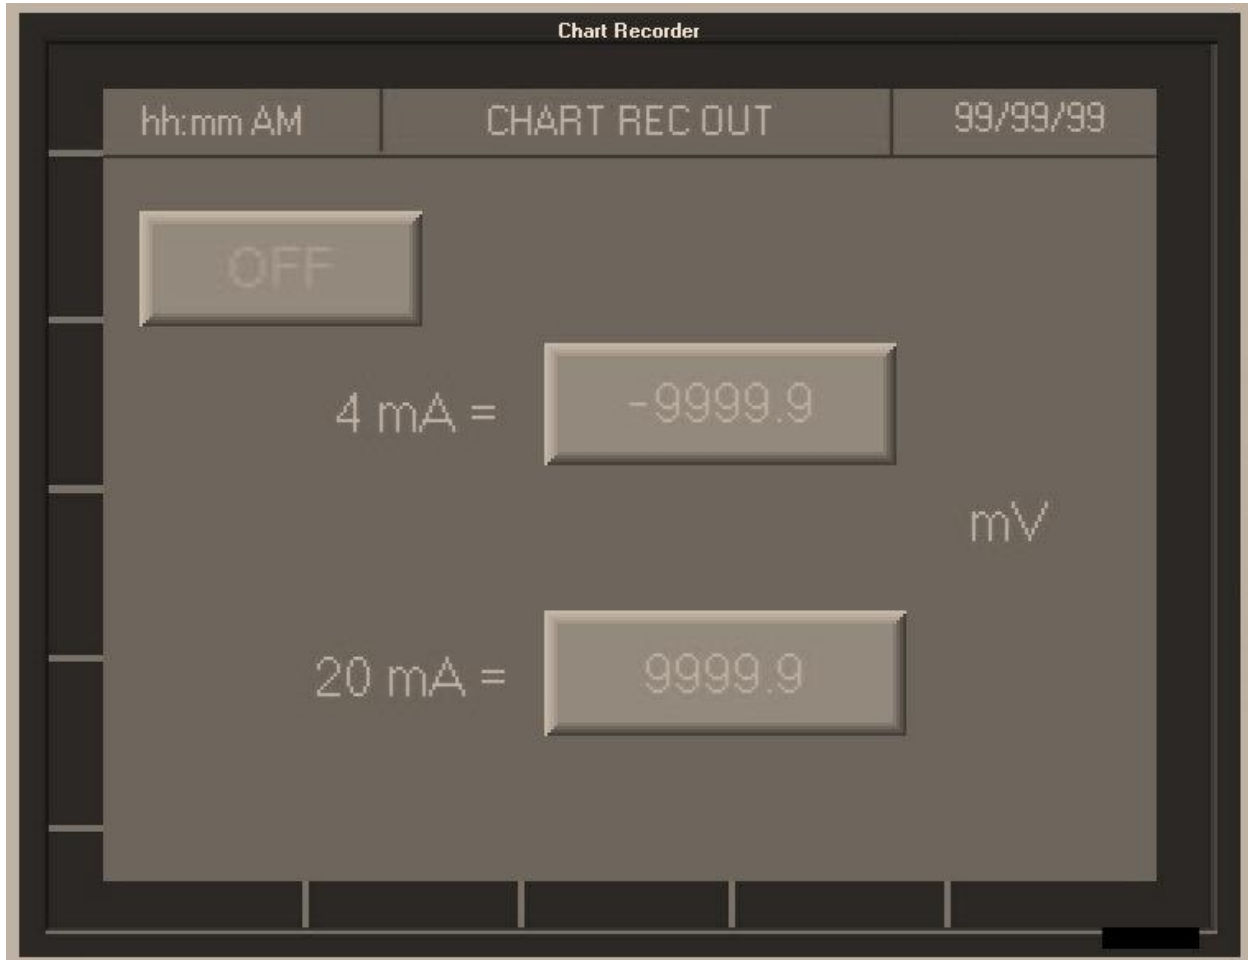 Chart Recorder
hh:mm AM CHART REC OUT 99/99/99
OFF
4 mA = -9999.9
mV
20 mA = 9999.9